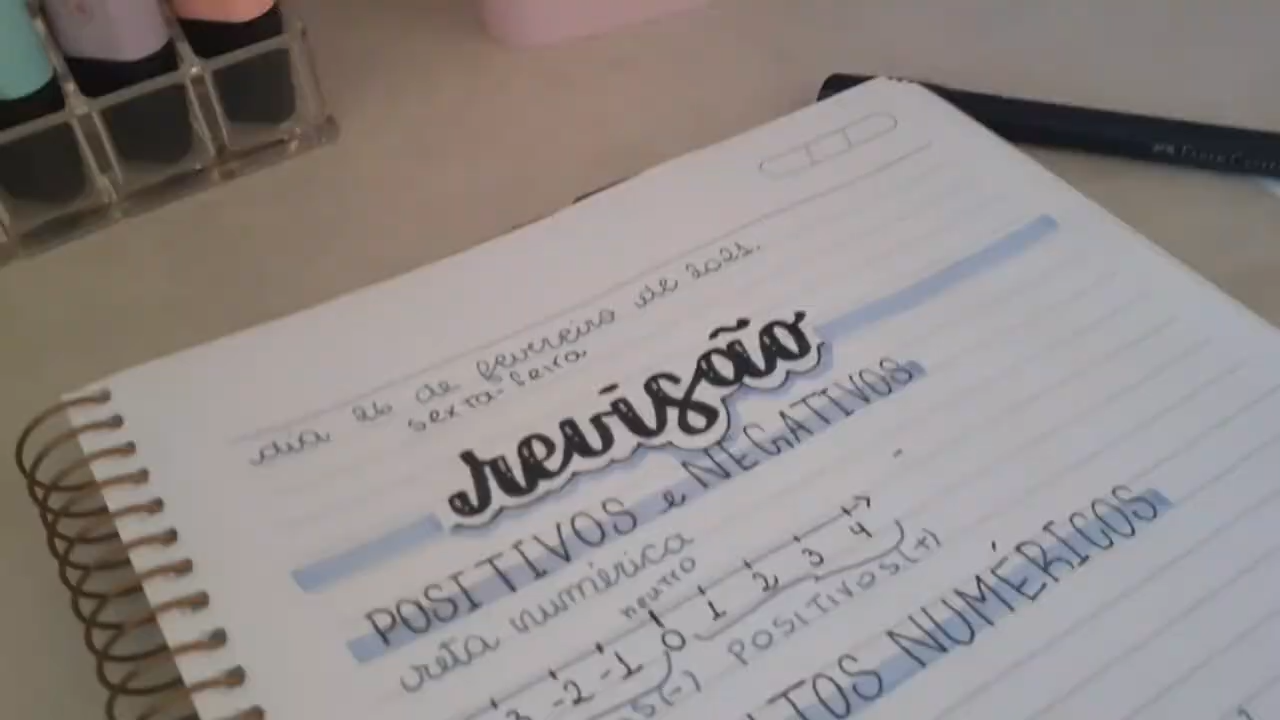 dia 26 de fevereiro de 2021.
sexta-feira
revisão
POSITIVOS e NEGATIVOS
reta numérica
neutro
-2 -1 0 1 2 3 4
(-) POSITIVOS (+)
NUMÉRICOS